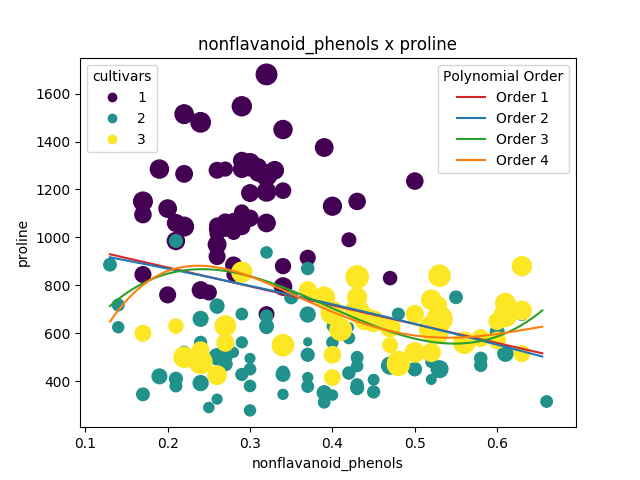 nonflavanoid_phenols x proline
cultivars
1
2
3
Polynomial Order
Order 1
Order 2
Order 3
Order 4
proline
1600
1400
1200
1000
800
600
400
0.1 0.2 0.3 0.4 0.5 0.6
nonflavanoid_phenols